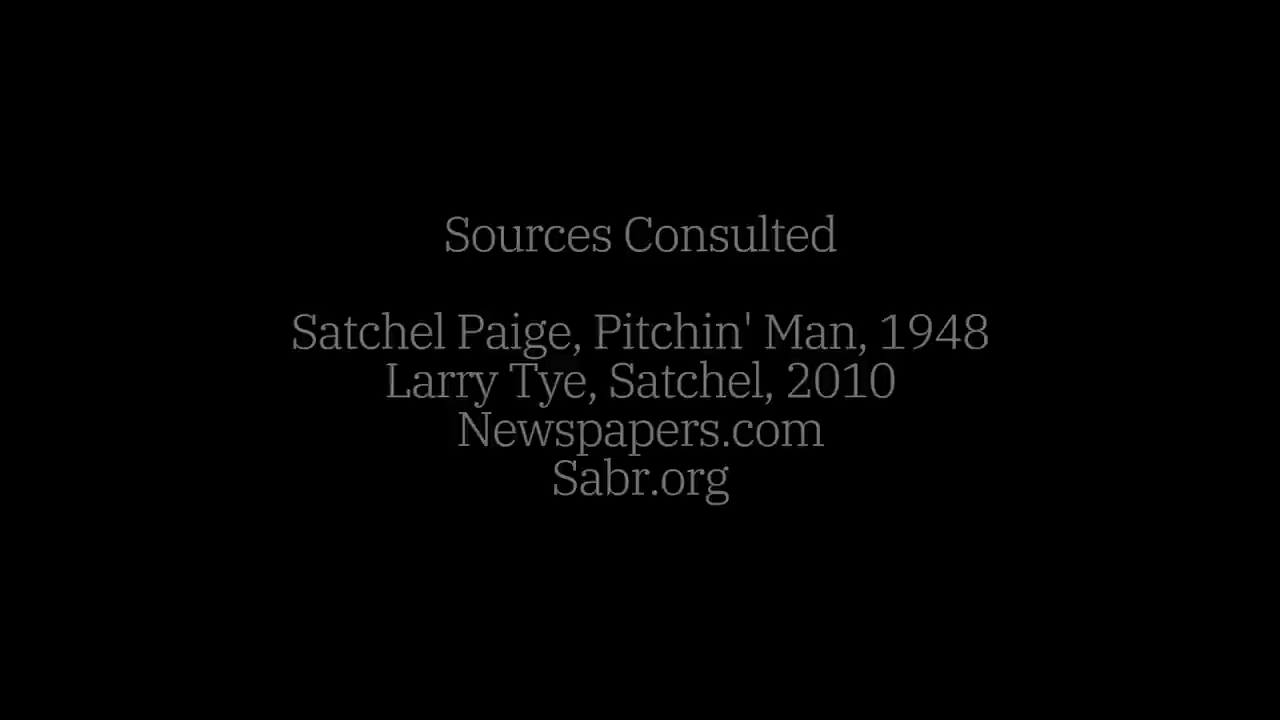 Sources Consulted
Satchel Paige, Pitchin' Man, 1948
Larry Tye, Satchel, 2010
Newspapers.com
Sabr.org